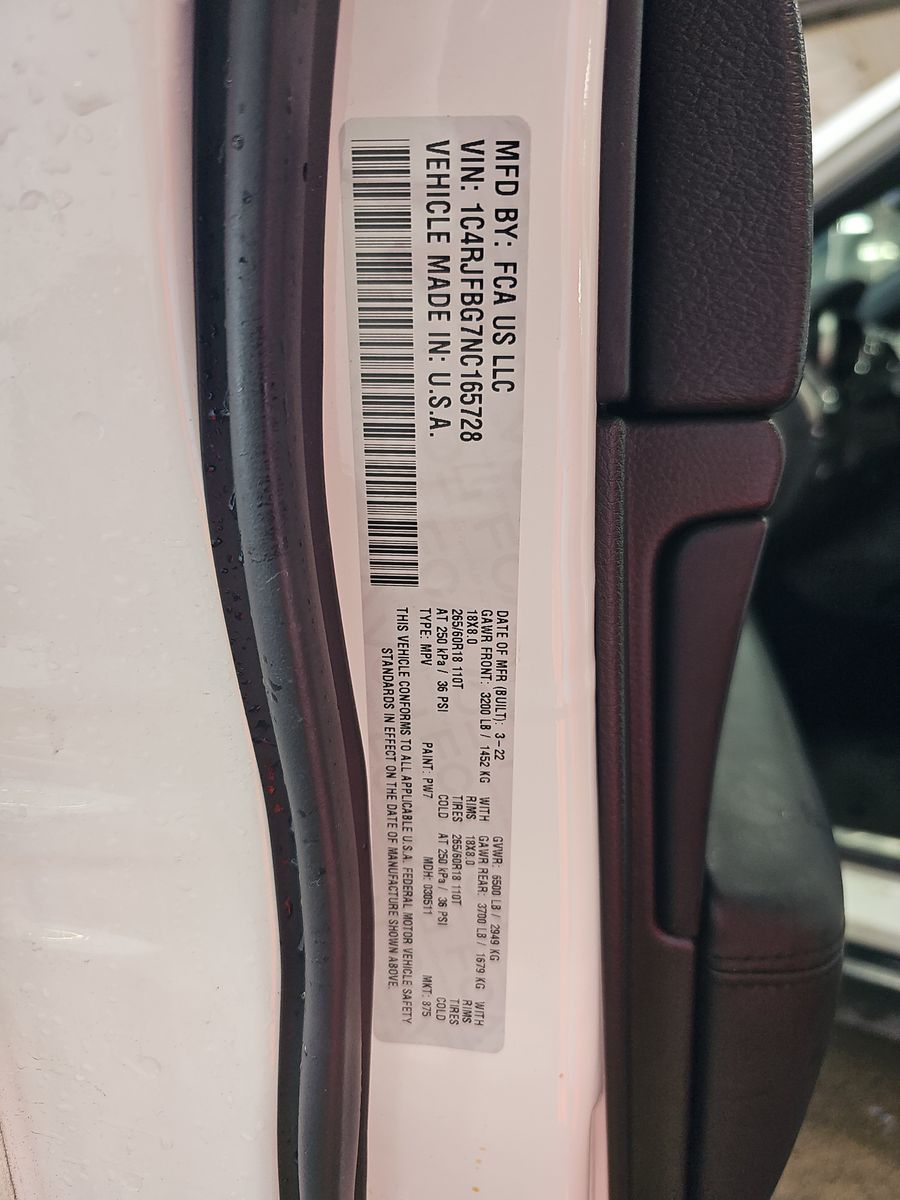 MFD BY: FCA US LLC
VIN: 1C4RJFBG7NC165728
VEHICLE MADE IN: U.S.A.
DATE OF MFR (BUILT): 3-22 GVWR: 6500 LB / 2949 KG
GAWR FRONT: 3200 LB / 1452 KG WITH GAWR REAR: 3700 LB / 1679 KG WITH
18X8.0 RIMS 18X8.0 RIMS
265/60R18 110T TIRES 265/60R18 110T TIRES
AT 250 kPa / 36 PSI COLD AT 250 kPa / 36 PSI COLD
TYPE: MPV PAINT: PW7 MDH: 030511 MKT: 875
THIS VEHICLE CONFORMS TO ALL APPLICABLE U.S.A. FEDERAL MOTOR VEHICLE SAFETY
STANDARDS IN EFFECT ON THE DATE OF MANUFACTURE SHOWN ABOVE.